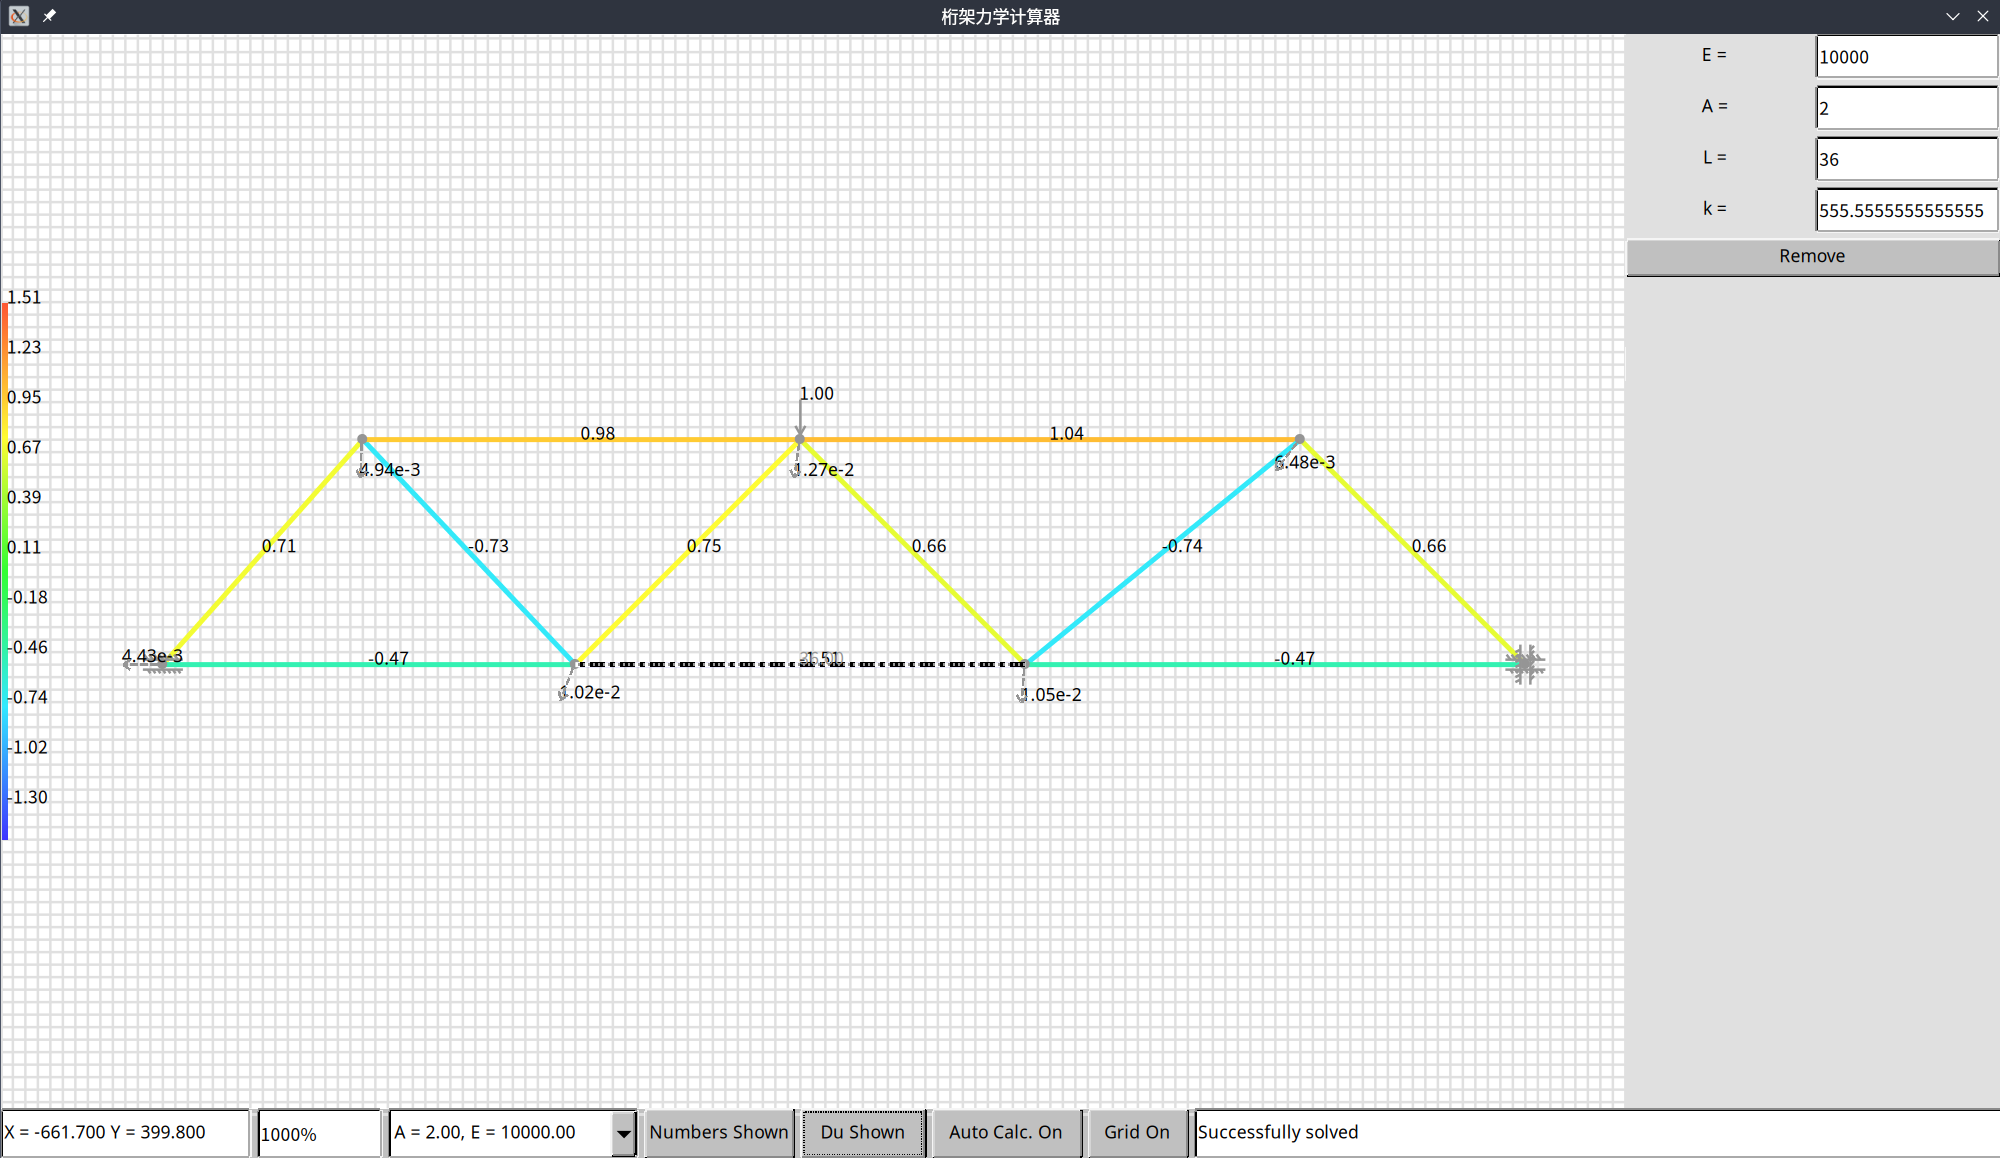 桁架力学计算器
E =
10000
A =
2
L =
36
k =
555.5555555555555
Remove
1.51
1.23
0.95
0.67
0.39
0.11
-0.18
-0.46
-0.74
-1.02
-1.30
1.00
0.98
1.04
4.94e-3
1.27e-2
6.48e-3
0.71
-0.73
0.75
0.66
-0.74
0.66
4.43e-3
-0.47
-1.51
-0.47
1.02e-2
1.05e-2
X = -661.700 Y = 399.800
1000%
A = 2.00, E = 10000.00
Numbers Shown
Du Shown
Auto Calc. On
Grid On
Successfully solved